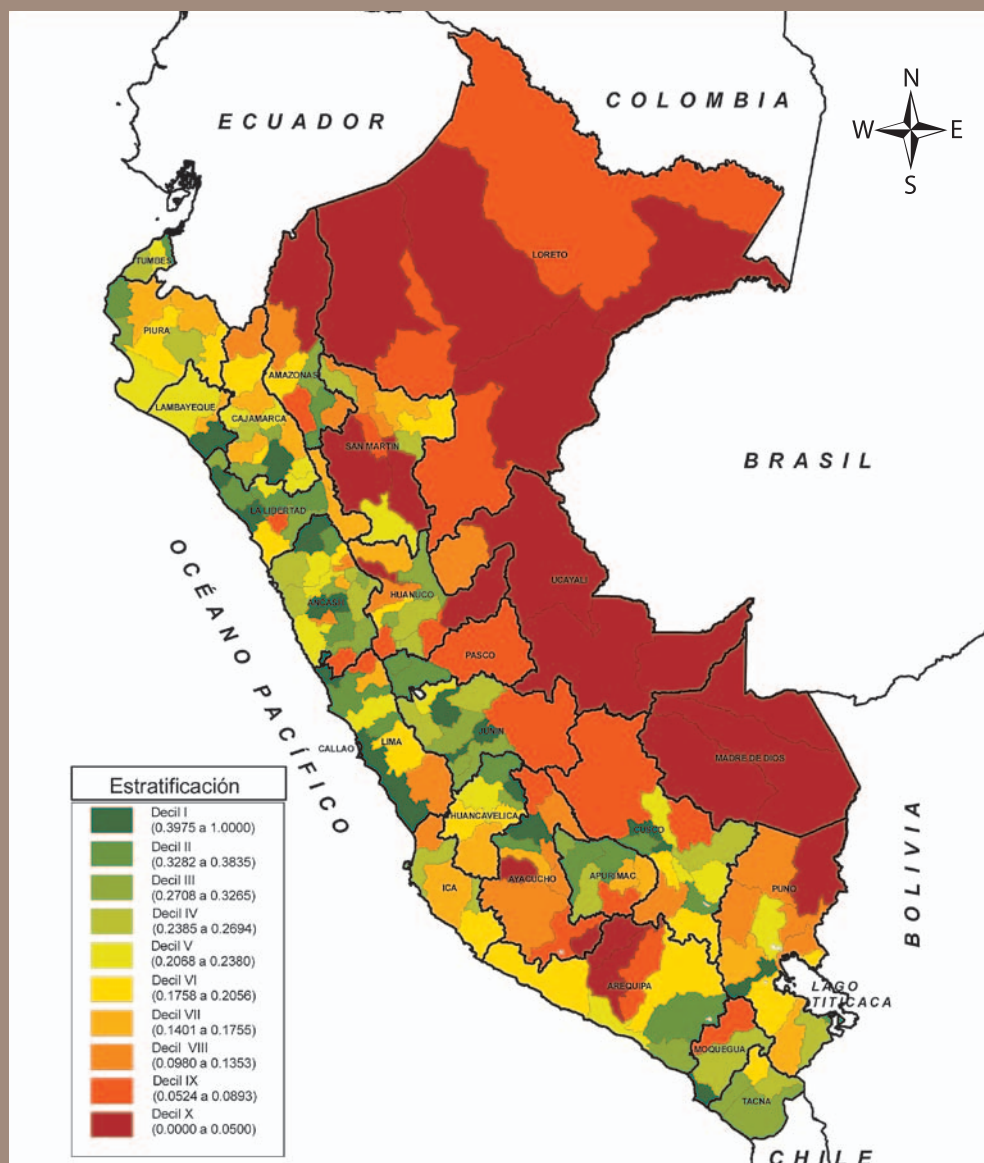 COLOMBIA
ECUADOR
N
W E
S
LORETO
TUMBES
PIURA
AMAZONAS
LAMBAYEQUE
CAJAMARCA
SAN MARTIN
BRASIL
LA LIBERTAD
OCÉANO PACÍFICO
UCAYALI
HUANUCO
ANCASH
PASCO
JUNIN
LIMA
CALLAO
MADRE DE DIOS
HUANCAVELICA
CUSCO
BOLIVIA
APURIMAC
AYACUCHO
PUNO
ICA
AREQUIPA
LAGO
TITICACA
MOQUEGUA
TACNA
CHILE
Estratificación
Decil I
(0.3975 a 1.0000)
Decil II
(0.3282 a 0.3835)
Decil III
(0.2708 a 0.3265)
Decil IV
(0.2385 a 0.2694)
Decil V
(0.2068 a 0.2380)
Decil VI
(0.1758 a 0.2056)
Decil VII
(0.1401 a 0.1755)
Decil VIII
(0.0980 a 0.1353)
Decil IX
(0.0524 a 0.0893)
Decil X
(0.0000 a 0.0500)